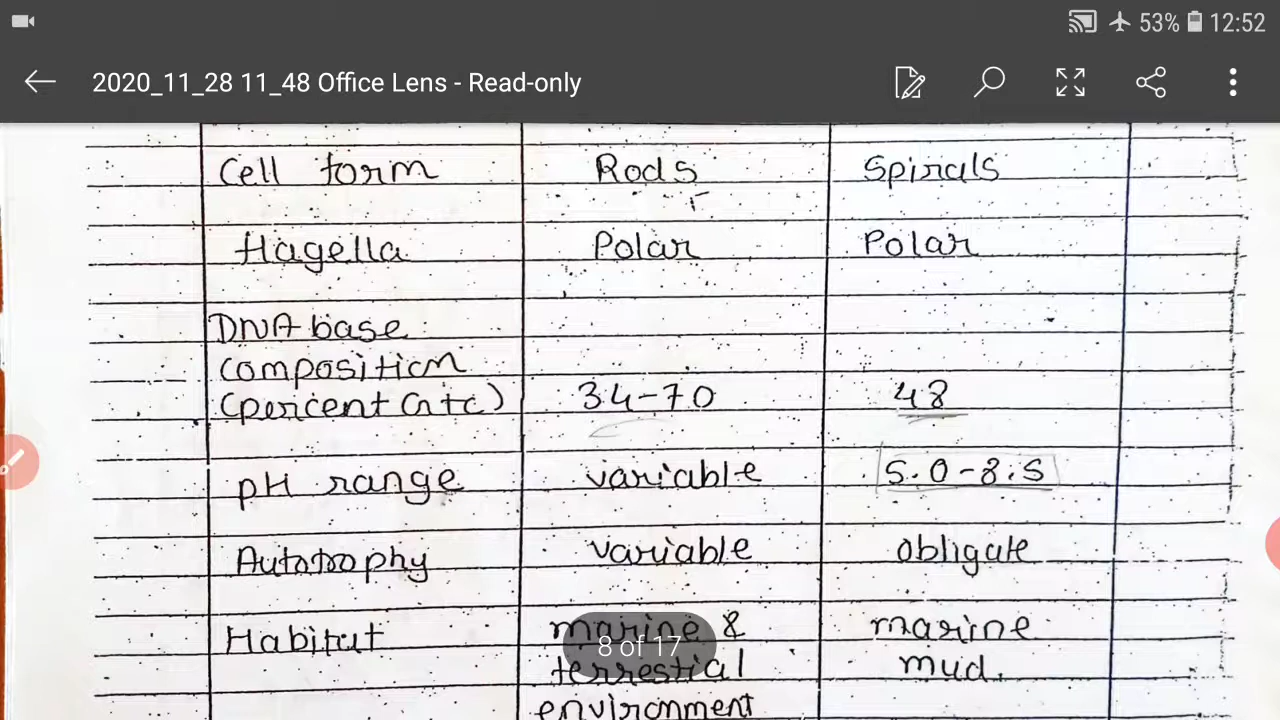 53% 12:52
2020_11_28 11_48 Office Lens - Read-only
Cell form Rods Spirals
Flagella Polar Polar
DNA base
composition
(percent G+C) 34-70 48
pH range variable 5.0-8.5
Autotrophy variable obligate
Habitat marine & marine
8 of 17
terrestial mud.
environment